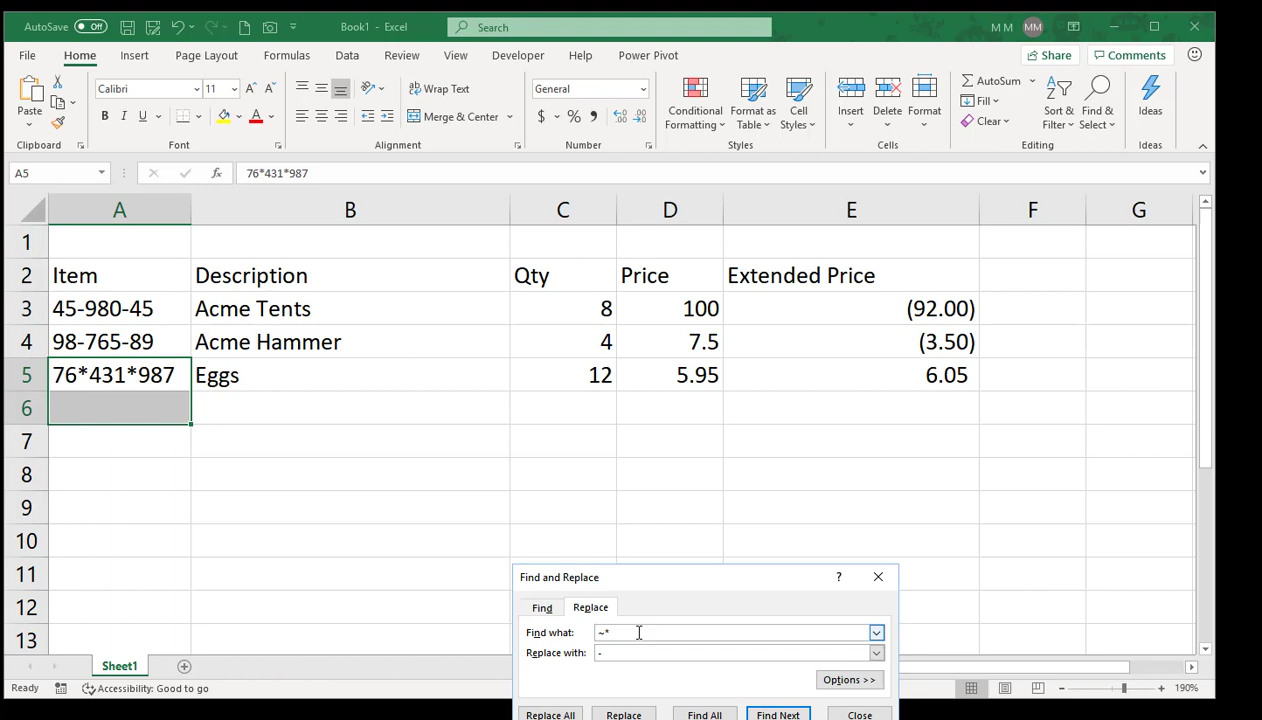 AutoSave Off Book1 - Excel Search M M MM
File Home Insert Page Layout Formulas Data Review View Developer Help Power Pivot Share Comments
Paste Calibri 11 A A Wrap Text General Conditional Formatting Format as Table Cell Styles Insert Delete Format AutoSum Sort & Filter Find & Select Ideas
B I U A Merge & Center $ % Fill
Clear
Clipboard Font Alignment Number Styles Cells Editing Ideas
A5 fx 76*431*987
A B C D E F G
1
2 Item Description Qty Price Extended Price
3 45-980-45 Acme Tents 8 100 (92.00)
4 98-765-89 Acme Hammer 4 7.5 (3.50)
5 76*431*987 Eggs 12 5.95 6.05
6
7
8
9
10
11
12
13
Find and Replace ?
Find Replace
Find what: ~*
Replace with: -
Options >>
Replace All Replace Find All Find Next Close
Sheet1
Ready Accessibility: Good to go 190%